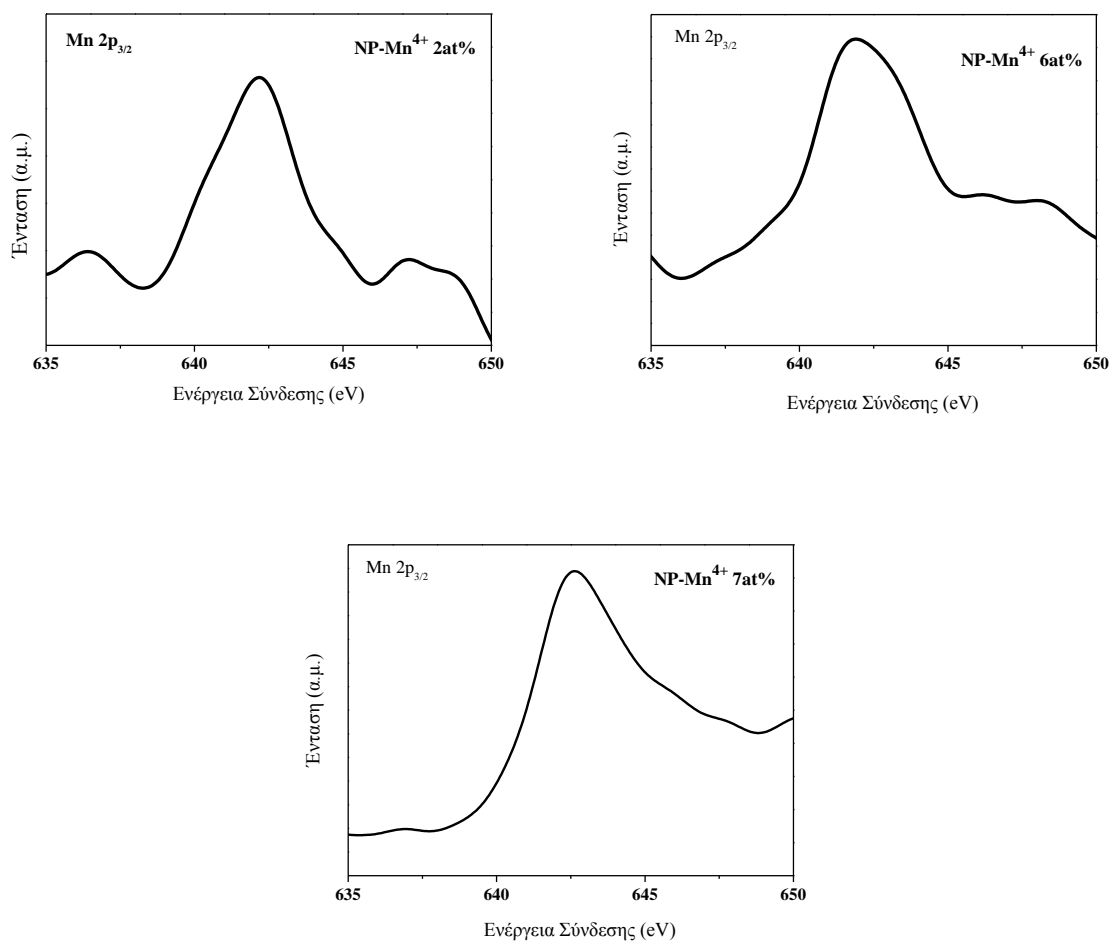 Mn 2p3/2
NP-Mn4+ 2at%
Ένταση (α.μ.)
635 640 645 650
Ενέργεια Σύνδεσης (eV)
Mn 2p3/2
NP-Mn4+ 6at%
Ένταση (α.μ.)
635 640 645 650
Ενέργεια Σύνδεσης (eV)
Mn 2p3/2
NP-Mn4+ 7at%
Ένταση (α.μ.)
635 640 645 650
Ενέργεια Σύνδεσης (eV)